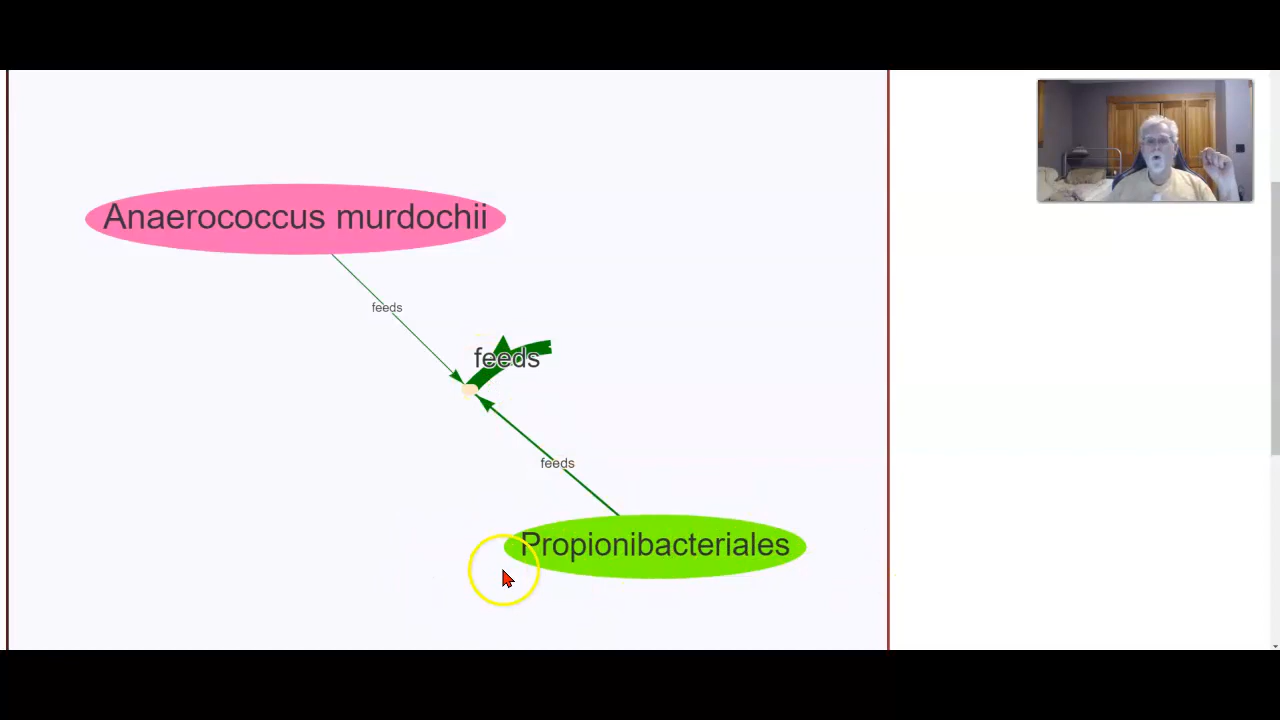 Anaerococcus murdochii
feeds
feeds
feeds
Propionibacteriales